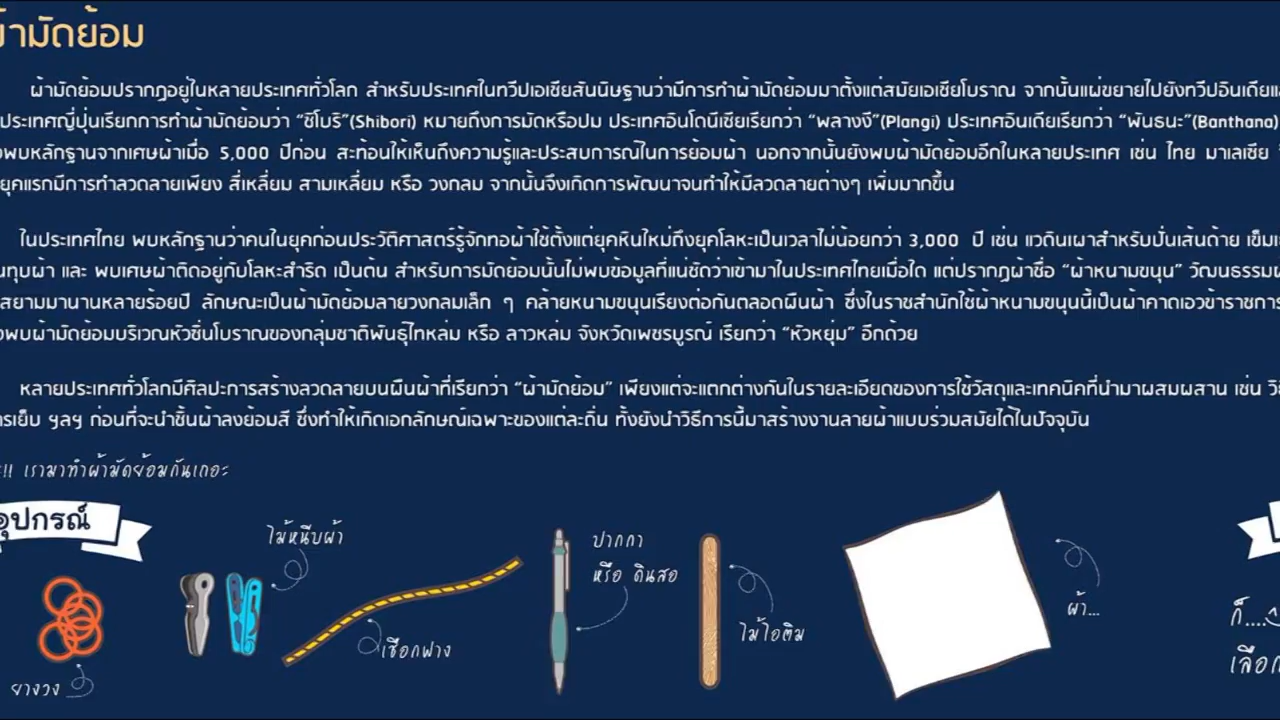 ผ้ามัดย้อม
ผ้ามัดย้อมปรากฏอยู่ในหลายประเทศทั่วโลก สำหรับประเทศในทวีปเอเชียสันนิษฐานว่ามีการทำผ้ามัดย้อมมาตั้งแต่สมัยเอเชียโบราณ จากนั้นแผ่ขยายไปยังทวีปอินเดีย
ประเทศญี่ปุ่นเรียกการทำผ้ามัดย้อมว่า “ชิโบริ”(Shibori) หมายถึงการมัดหรือปม ประเทศอินโดนีเซียเรียกว่า “พลางงี”(Plangi) ประเทศอินเดียเรียกว่า “พันธนะ”(Banthana)
พบหลักฐานจากเศษผ้าเมื่อ 5,000 ปีก่อน สะท้อนให้เห็นถึงความรู้และประสบการณ์ในการย้อมผ้า นอกจากนั้นยังพบผ้ามัดย้อมอีกในหลายประเทศ เช่น ไทย มาเลเซีย
ยุคแรกมีการทำลวดลายเพียง สี่เหลี่ยม สามเหลี่ยม หรือ วงกลม จากนั้นจึงเกิดการพัฒนาจนทำให้มีลวดลายต่างๆ เพิ่มมากขึ้น
ในประเทศไทย พบหลักฐานว่าคนในยุคก่อนประวัติศาสตร์รู้จักทอผ้าใช้ตั้งแต่ยุคหินใหม่ถึงยุคโลหะเป็นเวลาไม่น้อยกว่า 3,000 ปี เช่น แวดินเผาสำหรับปั่นเส้นด้าย
ทุบผ้า และ พบเศษผ้าติดอยู่กับโลหะสำริด เป็นต้น สำหรับการมัดย้อมนั้นไม่พบข้อมูลที่แน่ชัดว่าเข้ามาในประเทศไทยเมื่อใด แต่ปรากฏผ้าชื่อ “ผ้าหนามขนุน” วัฒนธรรม
สยามมานานหลายร้อยปี ลักษณะเป็นผ้ามัดย้อมลายวงกลมเล็ก ๆ คล้ายหนามขนุนเรียงต่อกันตลอดผืนผ้า ซึ่งในราชสำนักใช้ผ้าหนามขนุนนี้เป็นผ้าคาดเอวข้าราชการ
พบผ้ามัดย้อมบริเวณหัวซิ่นโบราณของกลุ่มชาติพันธุ์ไทหล่ม หรือ ลาวหล่ม จังหวัดเพชรบูรณ์ เรียกว่า “หัวหยุ่ม” อีกด้วย
หลายประเทศทั่วโลกมีศิลปะการสร้างลวดลายบนผืนผ้าที่เรียกว่า “ผ้ามัดย้อม” เพียงแต่จะแตกต่างกันในรายละเอียดของการใช้วัสดุและเทคนิคที่นำมาผสมผสาน เช่น
การเย็บ ฯลฯ ก่อนที่จะนำชิ้นผ้าลงย้อมสี ซึ่งทำให้เกิดเอกลักษณ์เฉพาะของแต่ละถิ่น ทั้งยังนำวิธีการนี้มาสร้างงานลายผ้าแบบร่วมสมัยได้ในปัจจุบัน
!! เรามาทำผ้ามัดย้อมกันเถอะ
อุปกรณ์
ไม้หนีบผ้า
ปากกา
หรือ ดินสอ
ผ้า...
ก็....
ไม้ไอติม
เชือกฟาง
เลือก
ยางวง